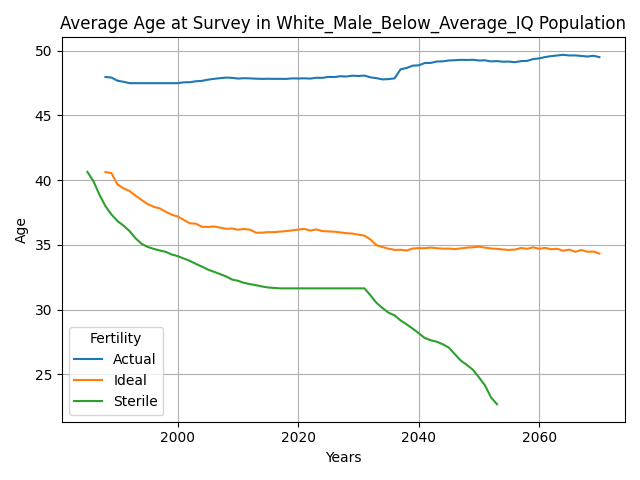 Average Age at Survey in White_Male_Below_Average_IQ Population
50
45
40
35
30
25
Age
Fertility
Actual
Ideal
Sterile
2000
2020
2040
2060
Years